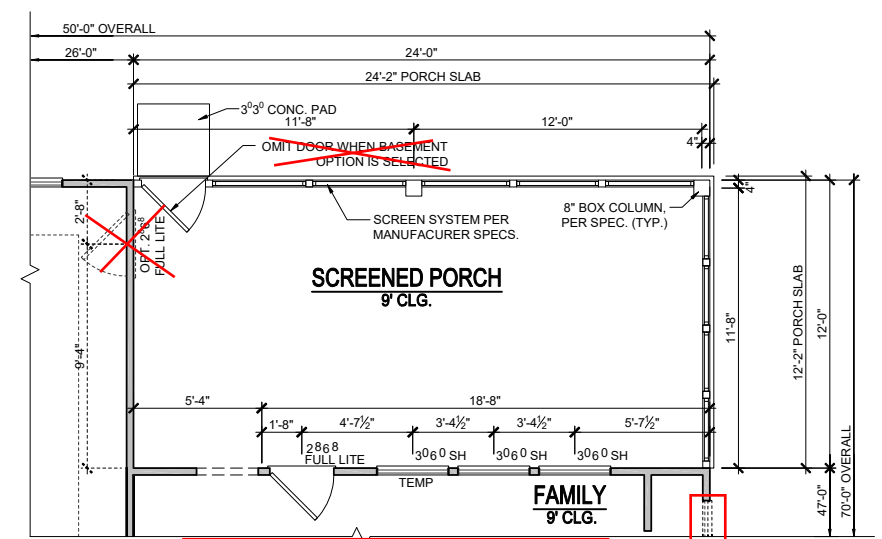 50'-0" OVERALL
26'-0"
24'-0"
24'-2" PORCH SLAB
3⁰3⁰ CONC. PAD
11'-8"
12'-0"
4"
OMIT DOOR WHEN BASEMENT
OPTION IS SELECTED
4"
2'-8"
OPT. 2⁶6⁸
FULL LITE
SCREEN SYSTEM PER
MANUFACURER SPECS.
8" BOX COLUMN,
PER SPEC. (TYP.)
SCREENED PORCH
9' CLG.
11'-8"
12'-2" PORCH SLAB
12'-0"
9'-4"
5'-4"
18'-8"
1'-8"
4'-7½"
3'-4½"
3'-4½"
5'-7½"
2⁸6⁸
FULL LITE
3⁰6⁰ SH
3⁰6⁰ SH
3⁰6⁰ SH
TEMP
FAMILY
9' CLG.
47'-0"
70'-0" OVERALL